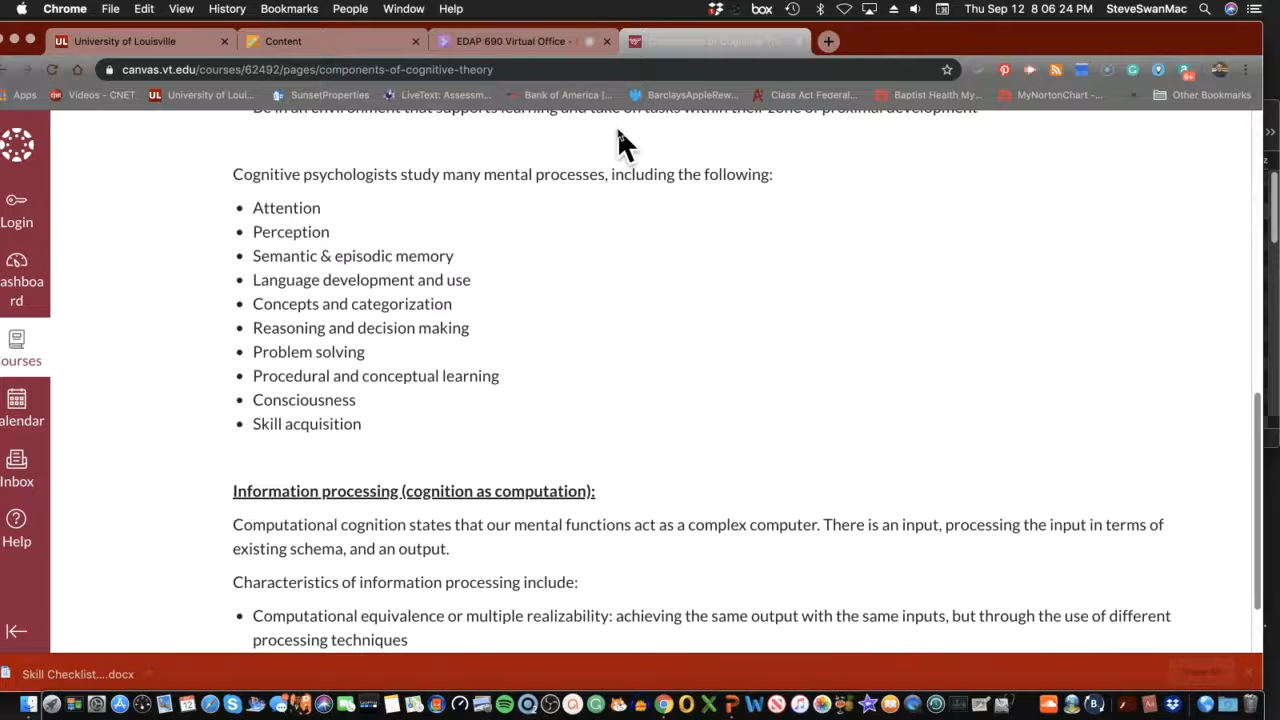 Chrome File Edit View History Bookmarks People Window Help box Thu Sep 12 8:06:24 PM SteveSwanMac
UL University of Louisville × Content × EDAP 690 Virtual Office - × of Cognitive
canvas.vt.edu/courses/62492/pages/components-of-cognitive-theory
Apps Videos - CNET UL University of Loui... SunsetProperties LiveText: Assessm... Bank of America |... BarclaysAppleRew... Class Act Federal... Baptist Health My... MyNortonChart -... » Other Bookmarks
Be in an environment that supports learning and take on tasks within their zone of proximal development
Cognitive psychologists study many mental processes, including the following:
• Attention
• Perception
• Semantic & episodic memory
• Language development and use
• Concepts and categorization
• Reasoning and decision making
• Problem solving
• Procedural and conceptual learning
• Consciousness
• Skill acquisition
Information processing (cognition as computation):
Computational cognition states that our mental functions act as a complex computer. There is an input, processing the input in terms of
existing schema, and an output.
Characteristics of information processing include:
• Computational equivalence or multiple realizability: achieving the same output with the same inputs, but through the use of different
processing techniques
Login
ashboa
rd
ourses
alendar
Inbox
Help
Skill Checklist....docx